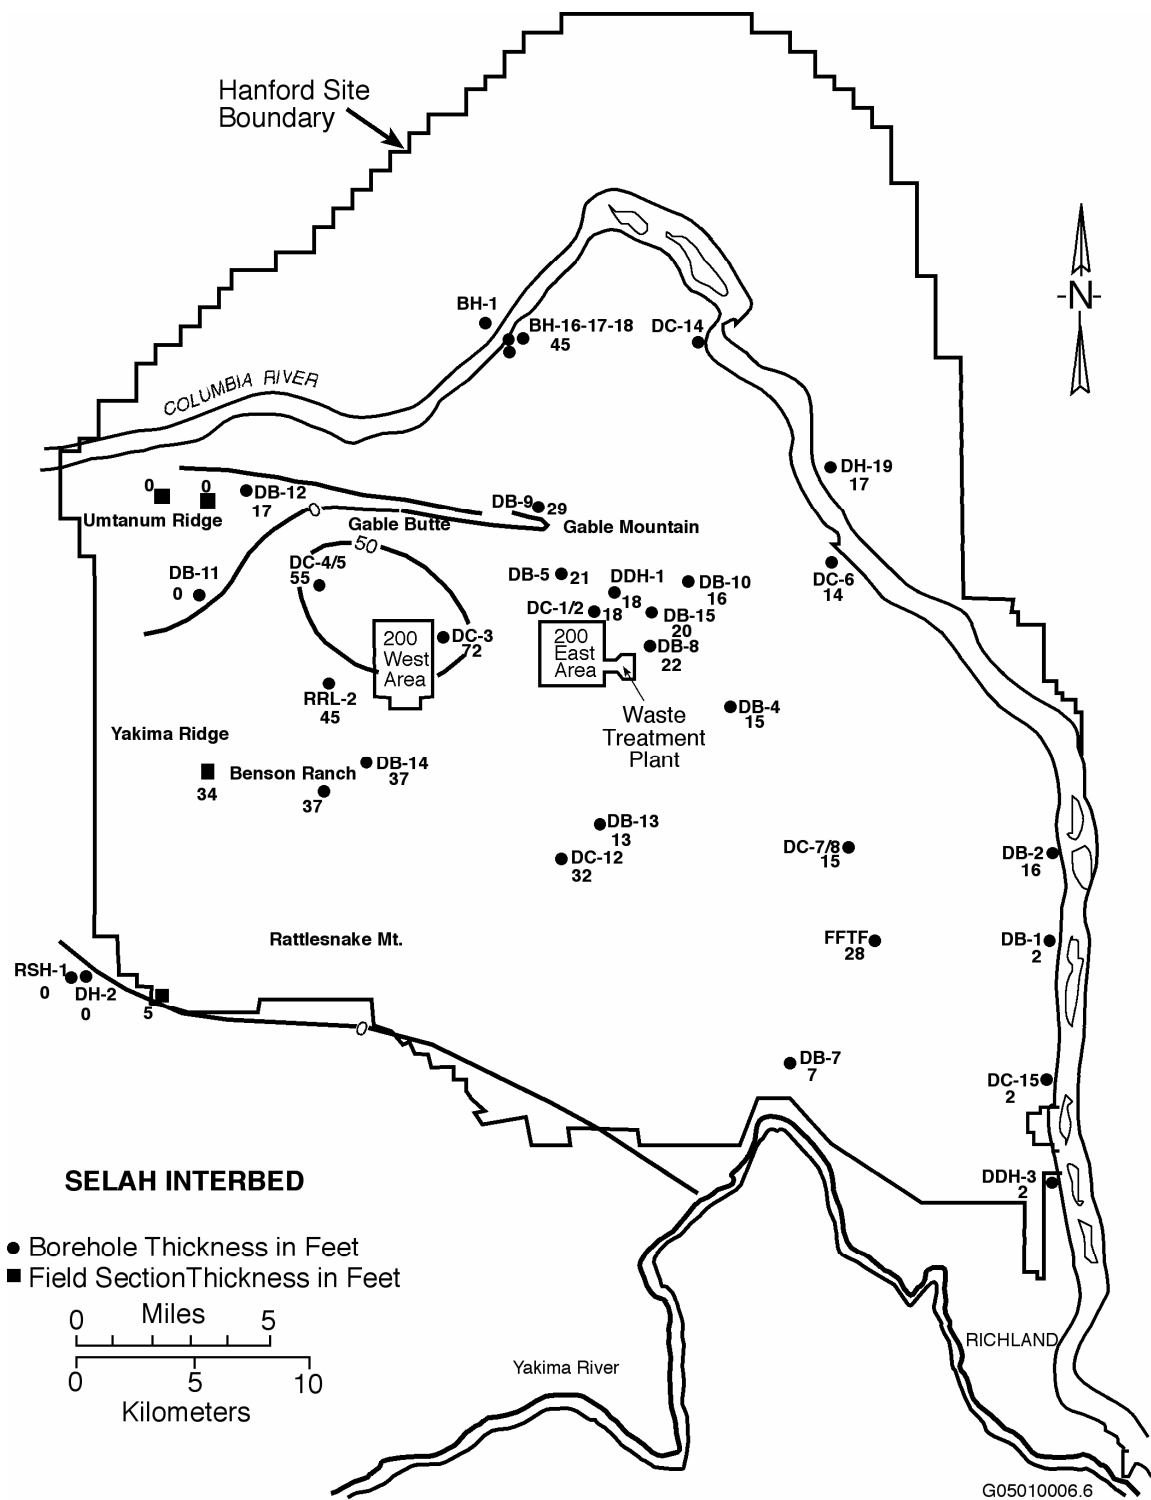 Hanford Site
Boundary
-N-
BH-1
BH-16-17-18
45
DC-14
COLUMBIA RIVER
DH-19
17
0
0
DB-12
17
Umtanum Ridge
DB-9
29
0
Gable Butte
Gable Mountain
50
DC-4/5
55
DB-11
0
DB-5
21
DDH-1
18
DB-10
16
DC-6
14
DC-1/2
18
DB-15
20
200
West
Area
DC-3
72
200
East
Area
DB-8
22
RRL-2
45
DB-4
15
Waste
Treatment
Plant
Yakima Ridge
34
Benson Ranch
37
DB-14
37
DB-13
13
DC-12
32
DC-7/8
15
DB-2
16
Rattlesnake Mt.
FFTF
28
DB-1
2
RSH-1
0
DH-2
0
5
0
DB-7
7
DC-15
2
DDH-3
2
SELAH INTERBED
Borehole Thickness in Feet
Field SectionThickness in Feet
0 Miles 5
0 5 10
Kilometers
RICHLAND
Yakima River
G05010006.6